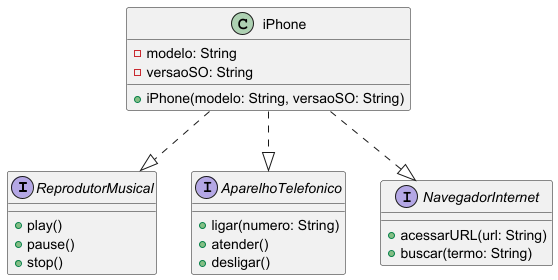 C iPhone
modelo: String
versaoSO: String
iPhone(modelo: String, versaoSO: String)
I ReprodutorMusical
play()
pause()
stop()
I AparelhoTelefonico
ligar(numero: String)
atender()
desligar()
I NavegadorInternet
acessarURL(url: String)
buscar(termo: String)